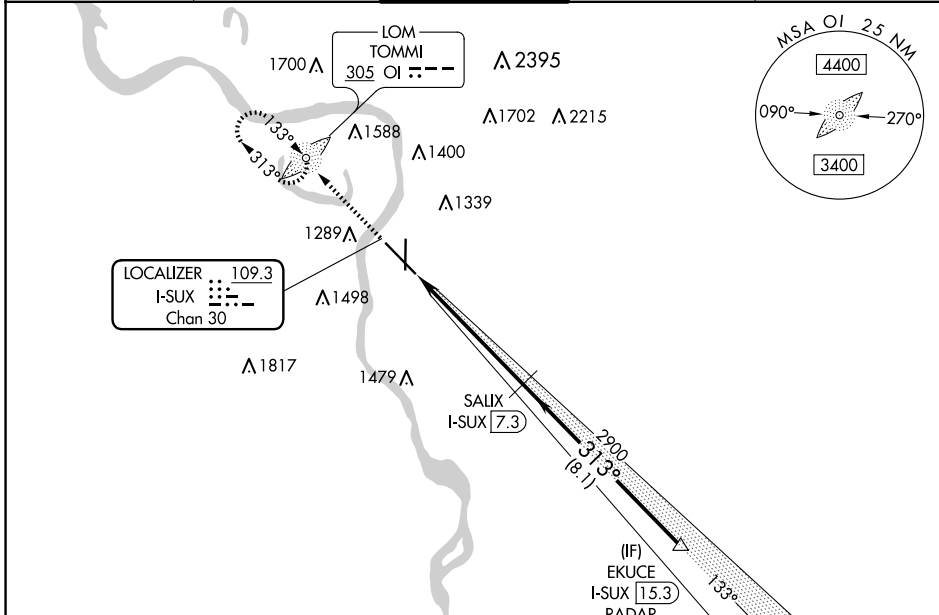 LOM
TOMMI
305 OI
1700
2395
1702
2215
1588
1400
1339
133°
313°
1289
LOCALIZER 109.3
I-SUX
Chan 30
1498
1817
1479
SALIX
I-SUX 7.3
2900
313°
(8.1)
(IF)
EKUCE
I-SUX 15.3
RADAR
133°
MSA OI 25 NM
4400
090°
270°
3400